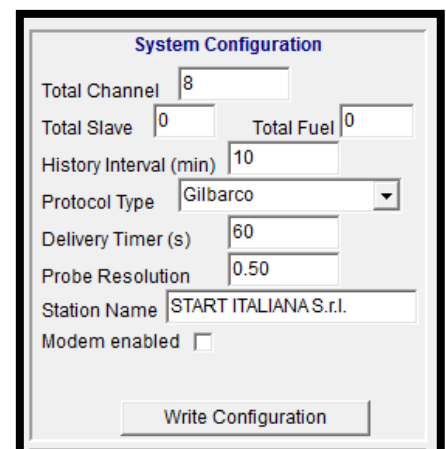 System Configuration
Total Channel 8
Total Slave 0 Total Fuel 0
History Interval (min) 10
Protocol Type Gilbarco
Delivery Timer (s) 60
Probe Resolution 0.50
Station Name START ITALIANA S.r.l.
Modem enabled
Write Configuration